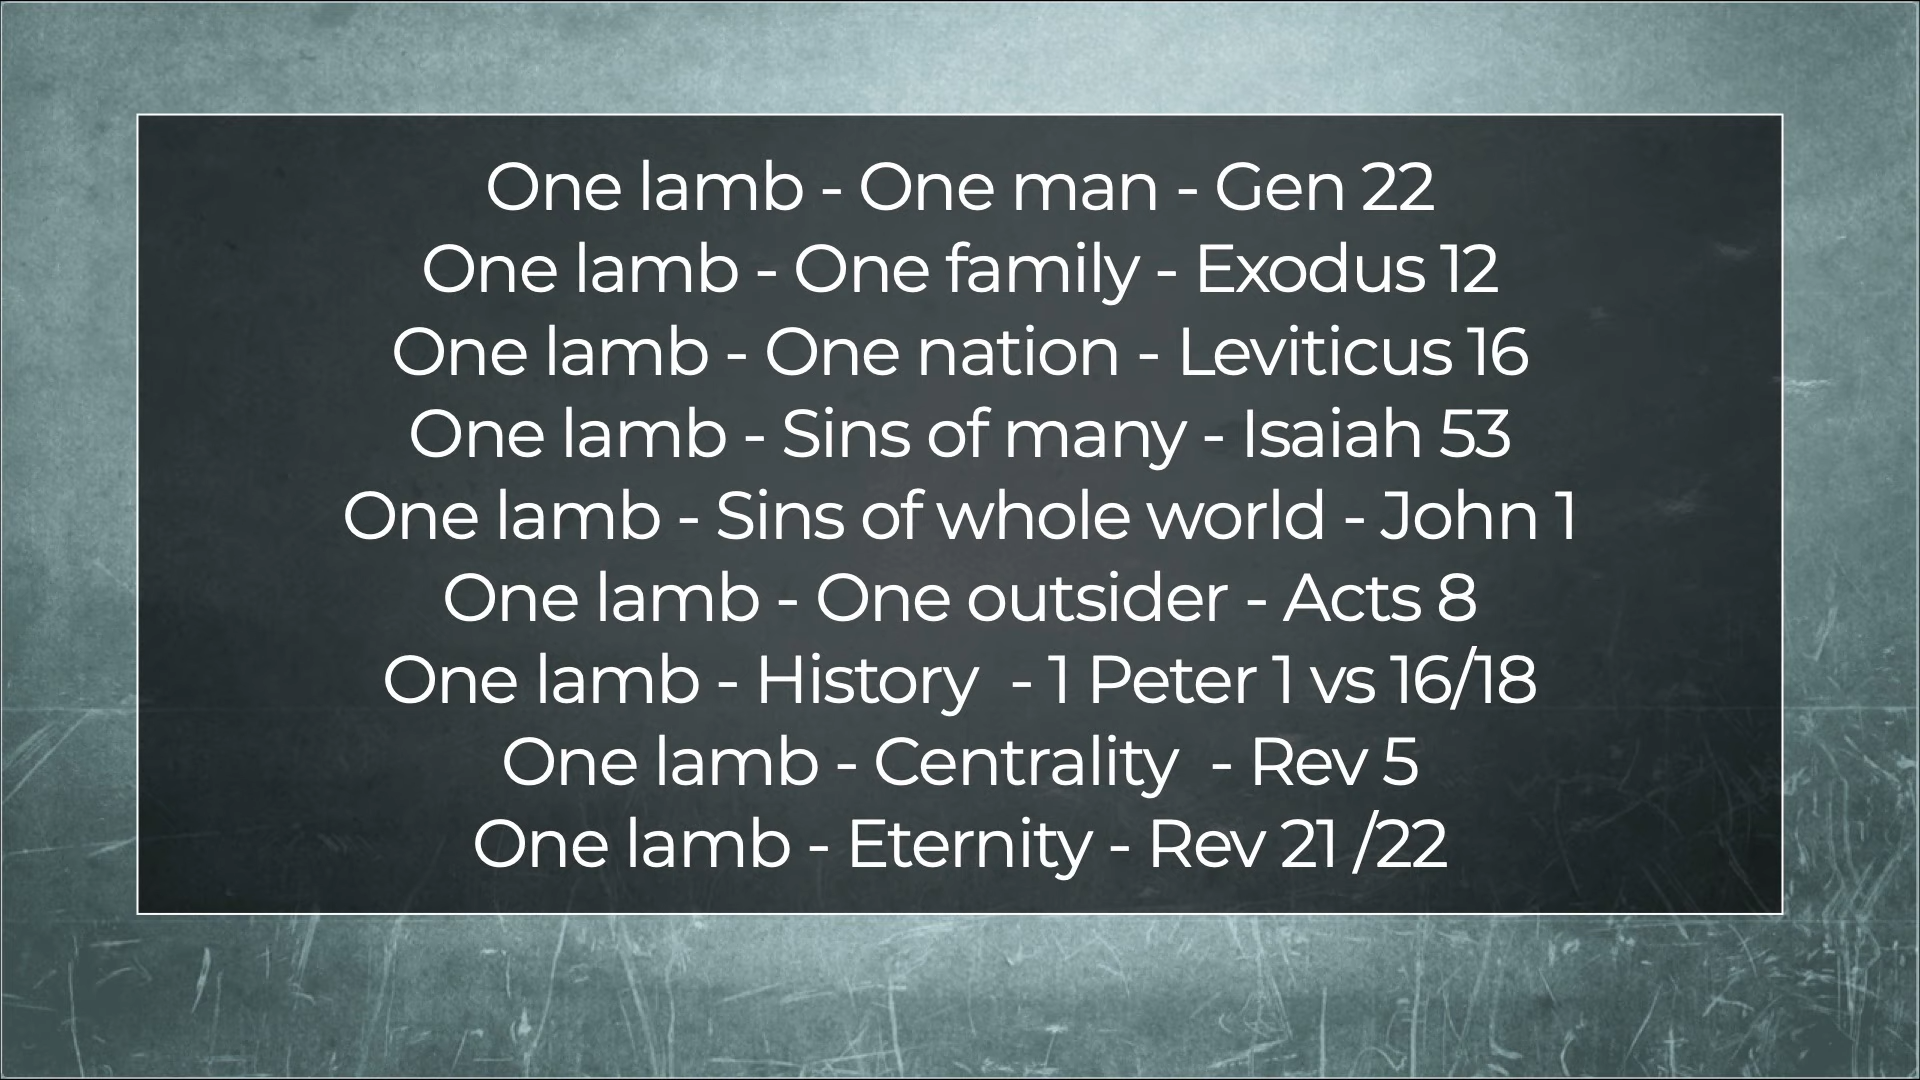 One lamb - One man - Gen 22
One lamb - One family - Exodus 12
One lamb - One nation - Leviticus 16
One lamb - Sins of many - Isaiah 53
One lamb - Sins of whole world - John 1
One lamb - One outsider - Acts 8
One lamb - History  - 1 Peter 1 vs 16/18
One lamb - Centrality  - Rev 5
One lamb - Eternity - Rev 21 /22